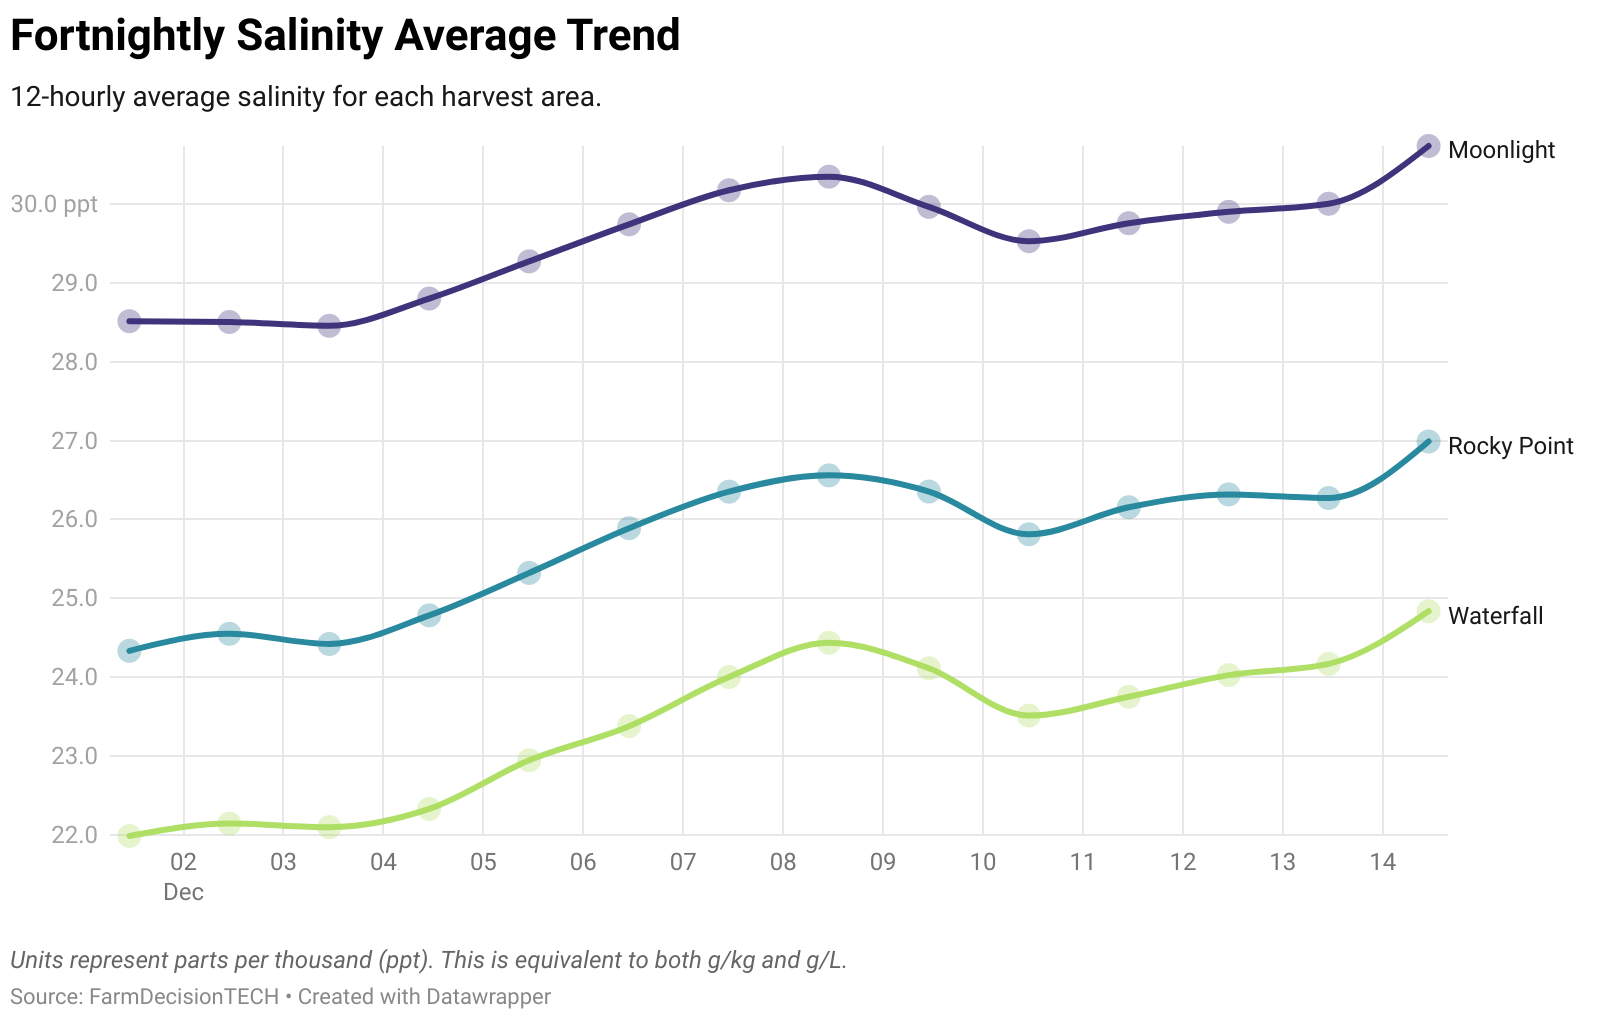 Fortnightly Salinity Average Trend
12-hourly average salinity for each harvest area.
Moonlight
30.0 ppt
29.0
28.0
27.0
Rocky Point
26.0
25.0
Waterfall
24.0
23.0
22.0
02 03 04 05 06 07 08 09 10 11 12 13 14
Dec
Units represent parts per thousand (ppt). This is equivalent to both g/kg and g/L.
Source: FarmDecisionTECH • Created with Datawrapper